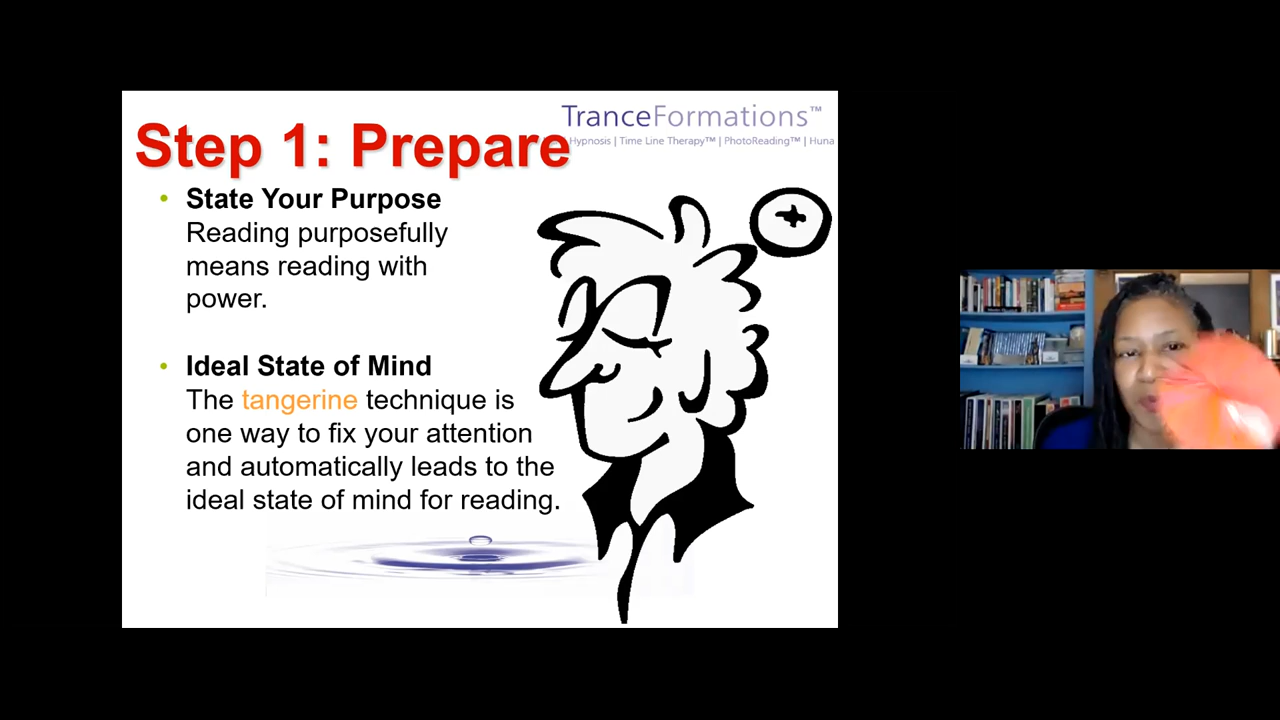 TranceFormations™
Step 1: Prepare
Hypnosis | Time Line Therapy™ | PhotoReading™ | Huna
• State Your Purpose
Reading purposefully
means reading with
power.
• Ideal State of Mind
The tangerine technique is
one way to fix your attention
and automatically leads to the
ideal state of mind for reading.